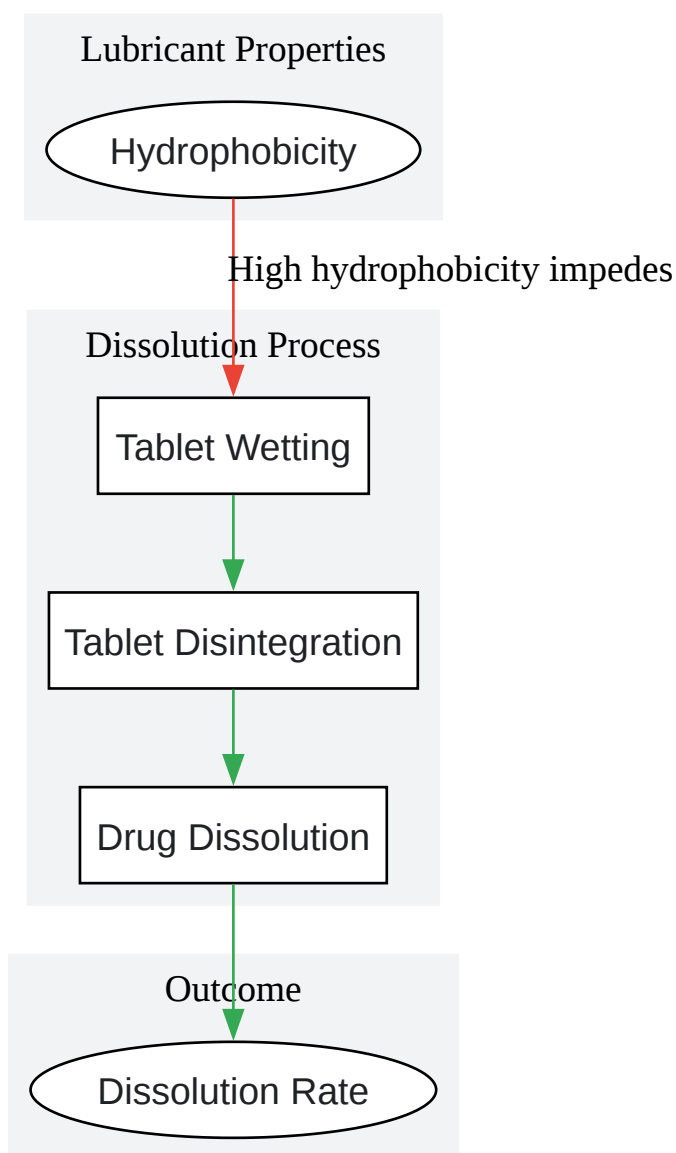 Lubricant Properties
Hydrophobicity
High hydrophobicity impedes
Dissolution Process
Tablet Wetting
Tablet Disintegration
Drug Dissolution
Outcome
Dissolution Rate